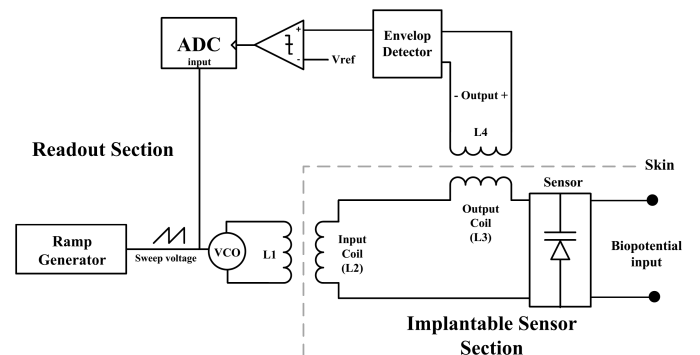 ADC
input
+
-
Vref
Envelop
Detector
- Output +
L4
Readout Section
Skin
Sensor
Ramp
Generator
Sweep voltage
VCO
L1
Input
Coil
(L2)
Output
Coil
(L3)
Biopotential
input
Implantable Sensor
Section